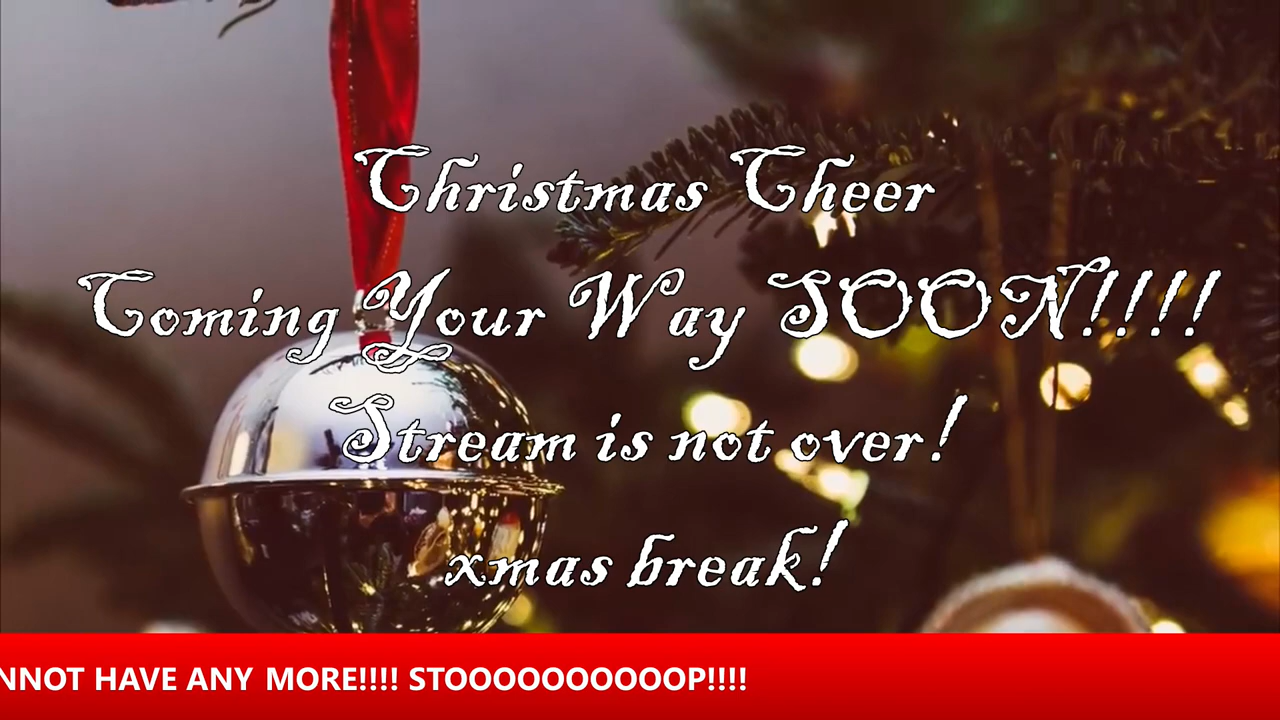 Christmas Cheer
Coming Your Way SOON!!!!
Stream is not over!
xmas break!
NNOT HAVE ANY MORE!!!! STOOOOOOOOOOP!!!!